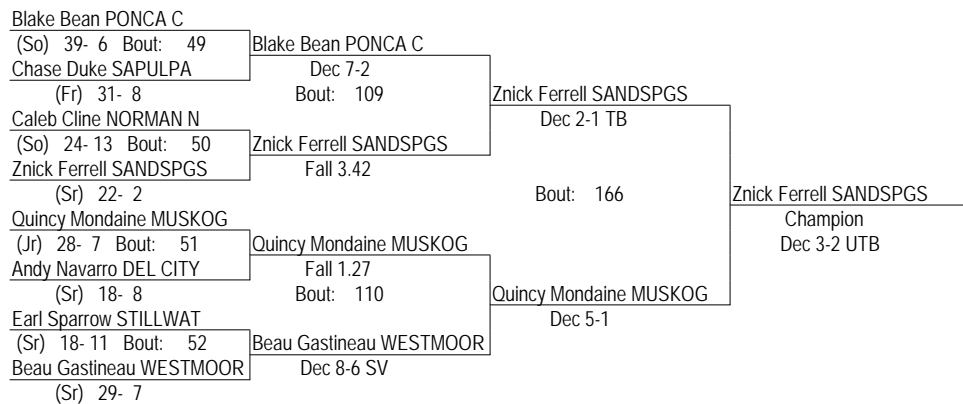 Blake Bean PONCA C
(So) 39- 6 Bout: 49
Chase Duke SAPULPA
(Fr) 31- 8
Caleb Cline NORMAN N
(So) 24- 13 Bout: 50
Znick Ferrell SANDSPGS
(Sr) 22- 2
Quincy Mondaine MUSKOG
(Jr) 28- 7 Bout: 51
Andy Navarro DEL CITY
(Sr) 18- 8
Earl Sparrow STILLWAT
(Sr) 18- 11 Bout: 52
Beau Gastineau WESTMOOR
(Sr) 29- 7
Blake Bean PONCA C
Dec 7-2
Bout: 109
Znick Ferrell SANDSPGS
Fall 3.42
Quincy Mondaine MUSKOG
Fall 1.27
Bout: 110
Beau Gastineau WESTMOOR
Dec 8-6 SV
Znick Ferrell SANDSPGS
Dec 2-1 TB
Bout: 166
Quincy Mondaine MUSKOG
Dec 5-1
Znick Ferrell SANDSPGS
Champion
Dec 3-2 UTB